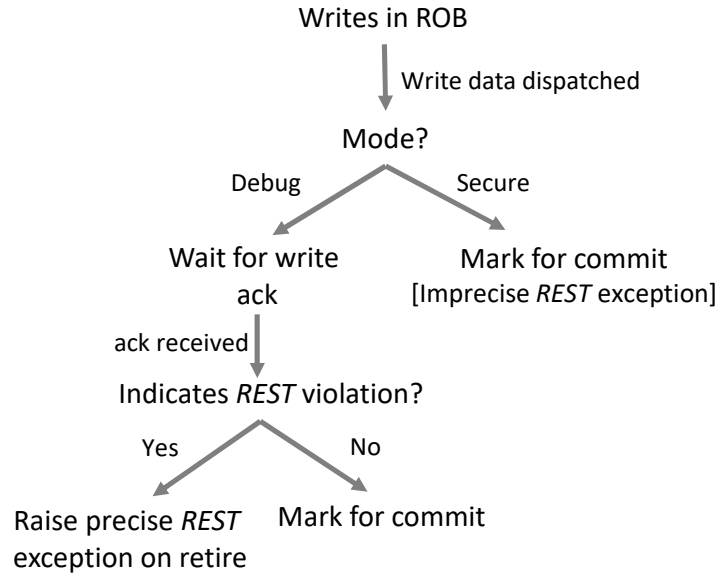 Writes in ROB
Write data dispatched
Mode?
Debug
Secure
Wait for write
ack
Mark for commit
[Imprecise REST exception]
ack received
Indicates REST violation?
Yes
No
Raise precise REST
exception on retire
Mark for commit